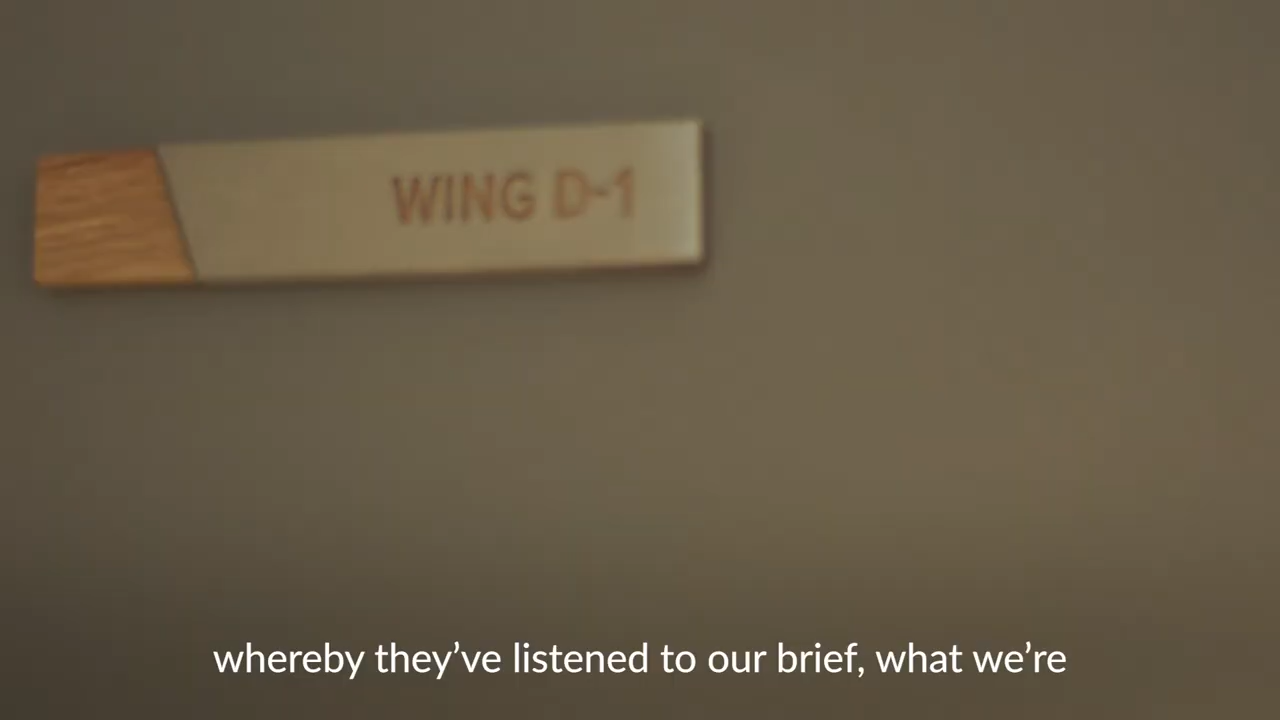 WING D-1
whereby they’ve listened to our brief, what we’re